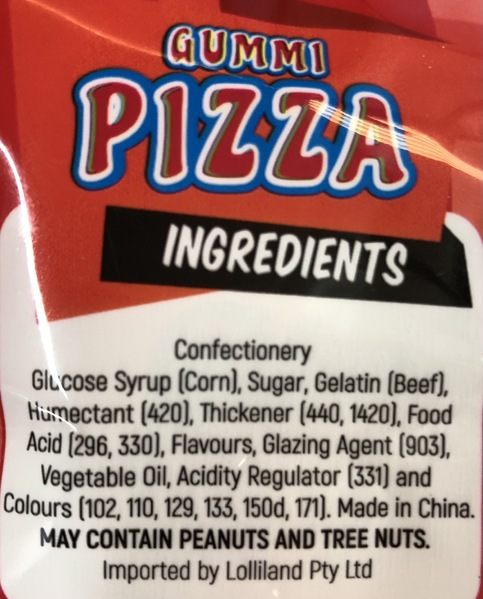 GUMMI
PIZZA
INGREDIENTS
Confectionery
Glucose Syrup (Corn), Sugar, Gelatin (Beef),
Humectant (420), Thickener (440, 1420), Food
Acid (296, 330), Flavours, Glazing Agent (903),
Vegetable Oil, Acidity Regulator (331) and
Colours (102, 110, 129, 133, 150d, 171). Made in China.
MAY CONTAIN PEANUTS AND TREE NUTS.
Imported by Lolliland Pty Ltd